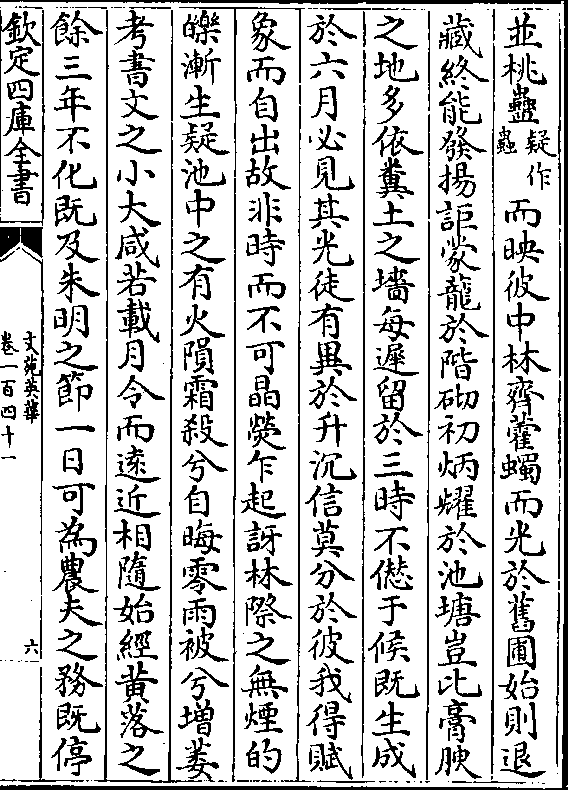 並桃蠱疑作蟲而映彼中林齊藿蠋而光於舊圃始則退
藏終能發揚詎蒙蘢於階砌初炳燿於池塘豈比膏腴
之地多依糞土之墻每遲留於三時不愆于候既生成
於六月必見其光徒有異於升沉信莫分於彼我得賦
象而自出故非時而不可晶熒乍起訝林際之無煙的
皪漸生疑池中之有火隕霜殺兮自晦零雨被兮增萎
考書文之小大咸若載月令而遠近相隨始經黄落之
餘三年不化既及朱明之節一日可為農夫之務既停
欽定四庫全書
文苑英華
卷一百四十一
六